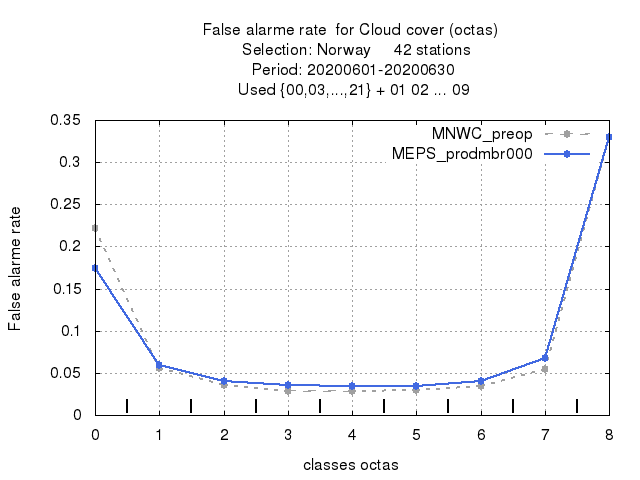 False alarme rate  for Cloud cover (octas)
Selection: Norway     42 stations
Period: 20200601-20200630
Used {00,03,...,21} + 01 02 ... 09
MNWC_preop
MEPS_prodmbr000
False alarme rate
0.35
0.3
0.25
0.2
0.15
0.1
0.05
0
0 1 2 3 4 5 6 7 8
classes octas